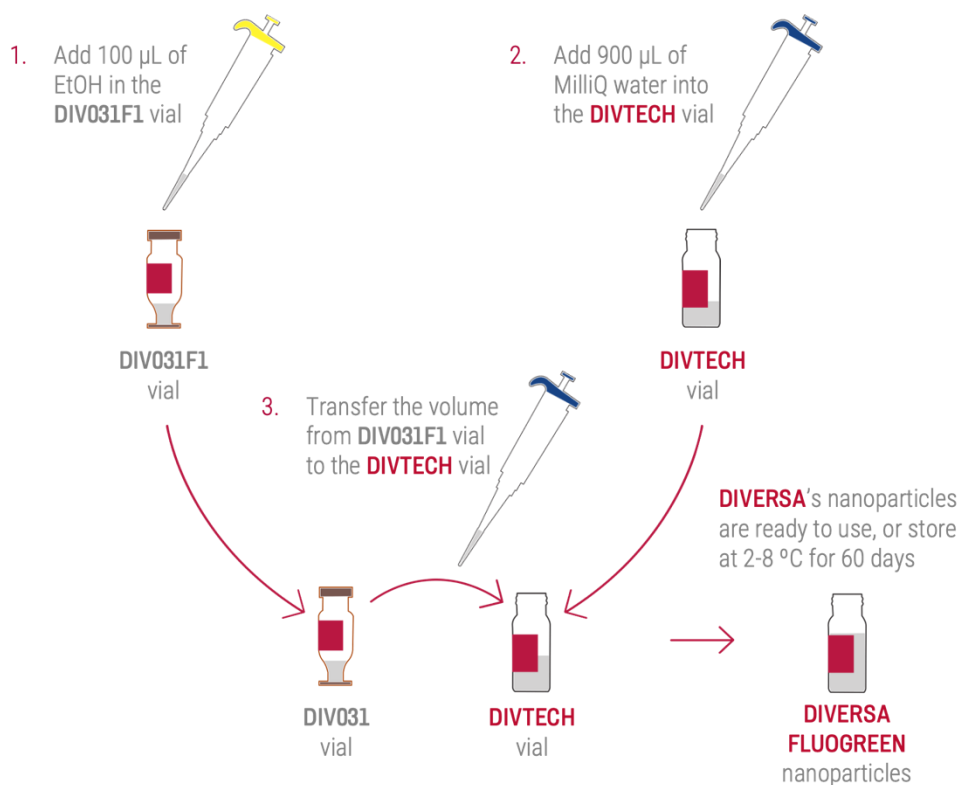 1. Add 100 µL of
EtOH in the
DIV031F1 vial
2. Add 900 µL of
MilliQ water into
the DIVTECH vial
DIV031F1
vial
DIVTECH
vial
3. Transfer the volume
from DIV031F1 vial
to the DIVTECH vial
DIVERSA's nanoparticles
are ready to use, or store
at 2-8 ºC for 60 days
DIV031
vial
DIVTECH
vial
DIVERSA
FLUOGREEN
nanoparticles